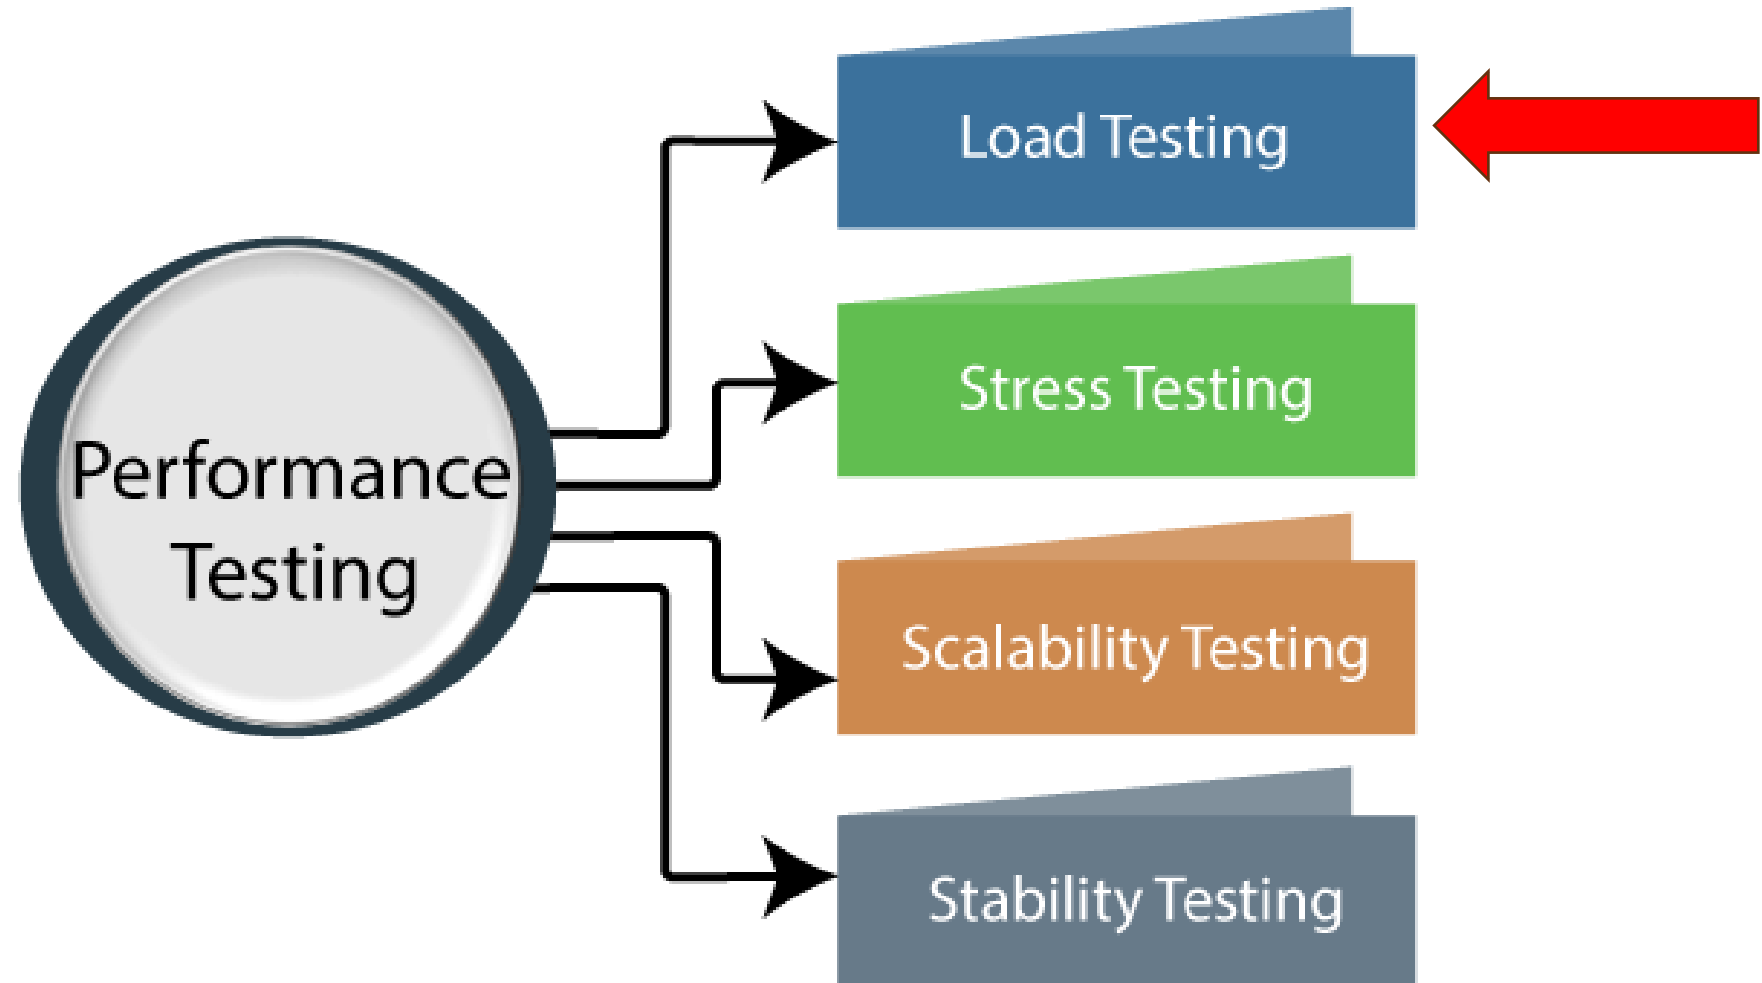 Performance
Testing
Load Testing
Stress Testing
Scalability Testing
Stability Testing